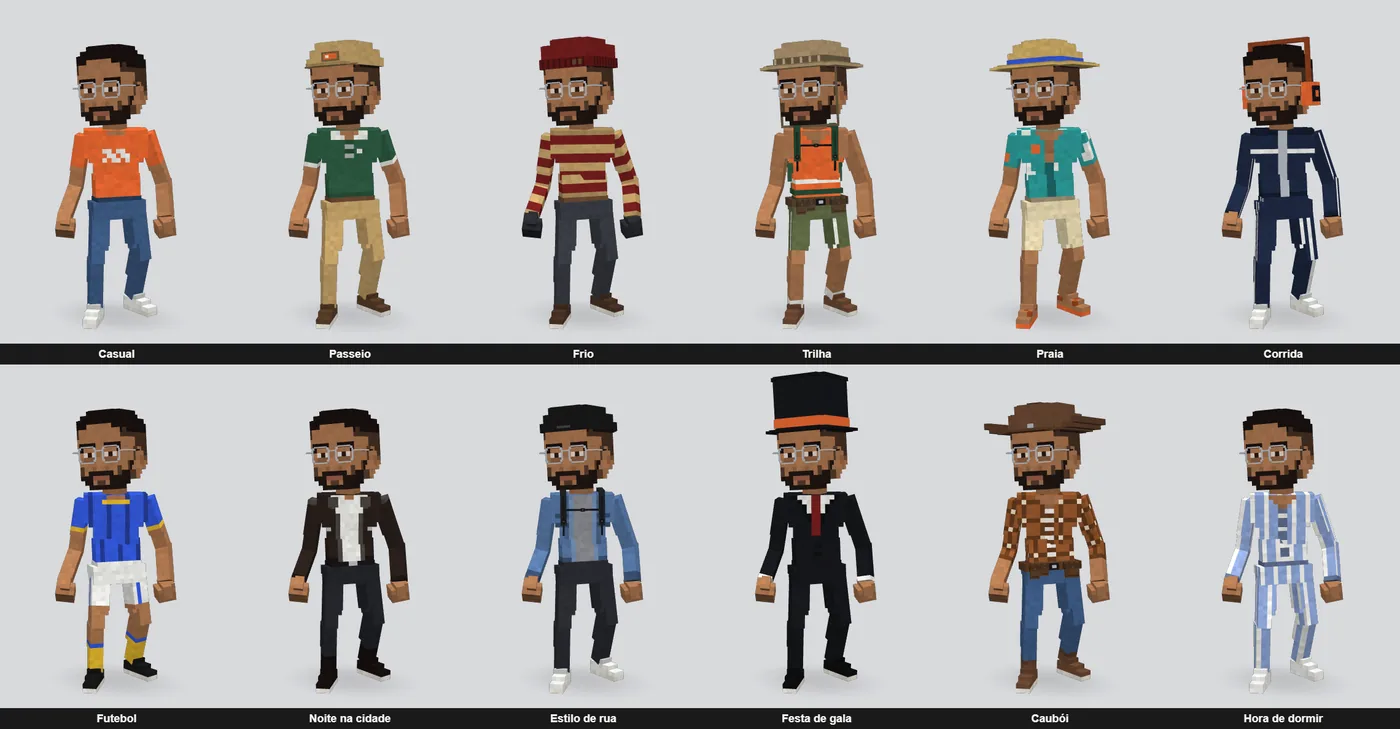 Casual
Passeio
Frio
Trilha
Praia
Corrida
Futebol
Noite na cidade
Estilo de rua
Festa de gala
Caubói
Hora de dormir